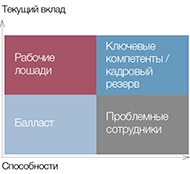 Текущий вклад
Рабочие
лошади
Ключевые
компетенты /
кадровый
резерв
Балласт
Проблемные
сотрудники
Способности